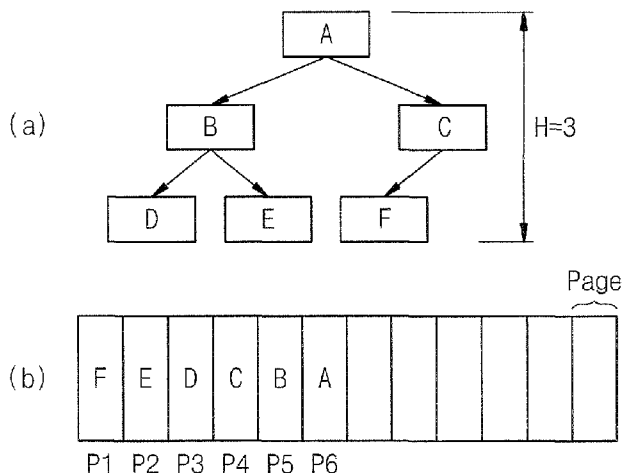 (a)
A
B C
D E F
H=3
Page
(b)
F E D C B A
P1 P2 P3 P4 P5 P6